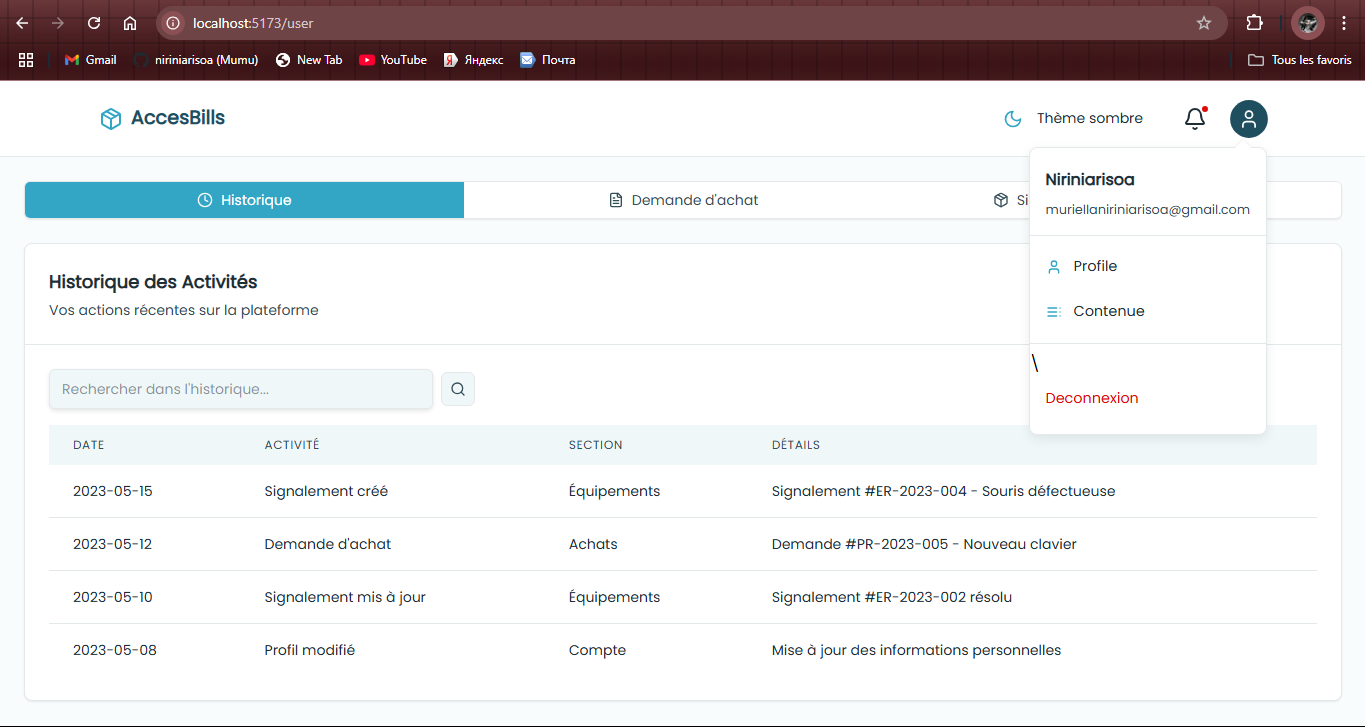 localhost:5173/user
Gmail niriniarisoa (Mumu) New Tab YouTube Яндекс Почта Tous les favoris
AccesBills Thème sombre
Niriniarisoa
muriellaniriniarisoa@gmail.com
Profile
Contenue
\
Deconnexion
Historique Demande d'achat Si
Historique des Activités
Vos actions récentes sur la plateforme
Rechercher dans l'historique...
DATE ACTIVITÉ SECTION DÉTAILS
2023-05-15 Signalement créé Équipements Signalement #ER-2023-004 - Souris défectueuse
2023-05-12 Demande d'achat Achats Demande #PR-2023-005 - Nouveau clavier
2023-05-10 Signalement mis à jour Équipements Signalement #ER-2023-002 résolu
2023-05-08 Profil modifié Compte Mise à jour des informations personnelles